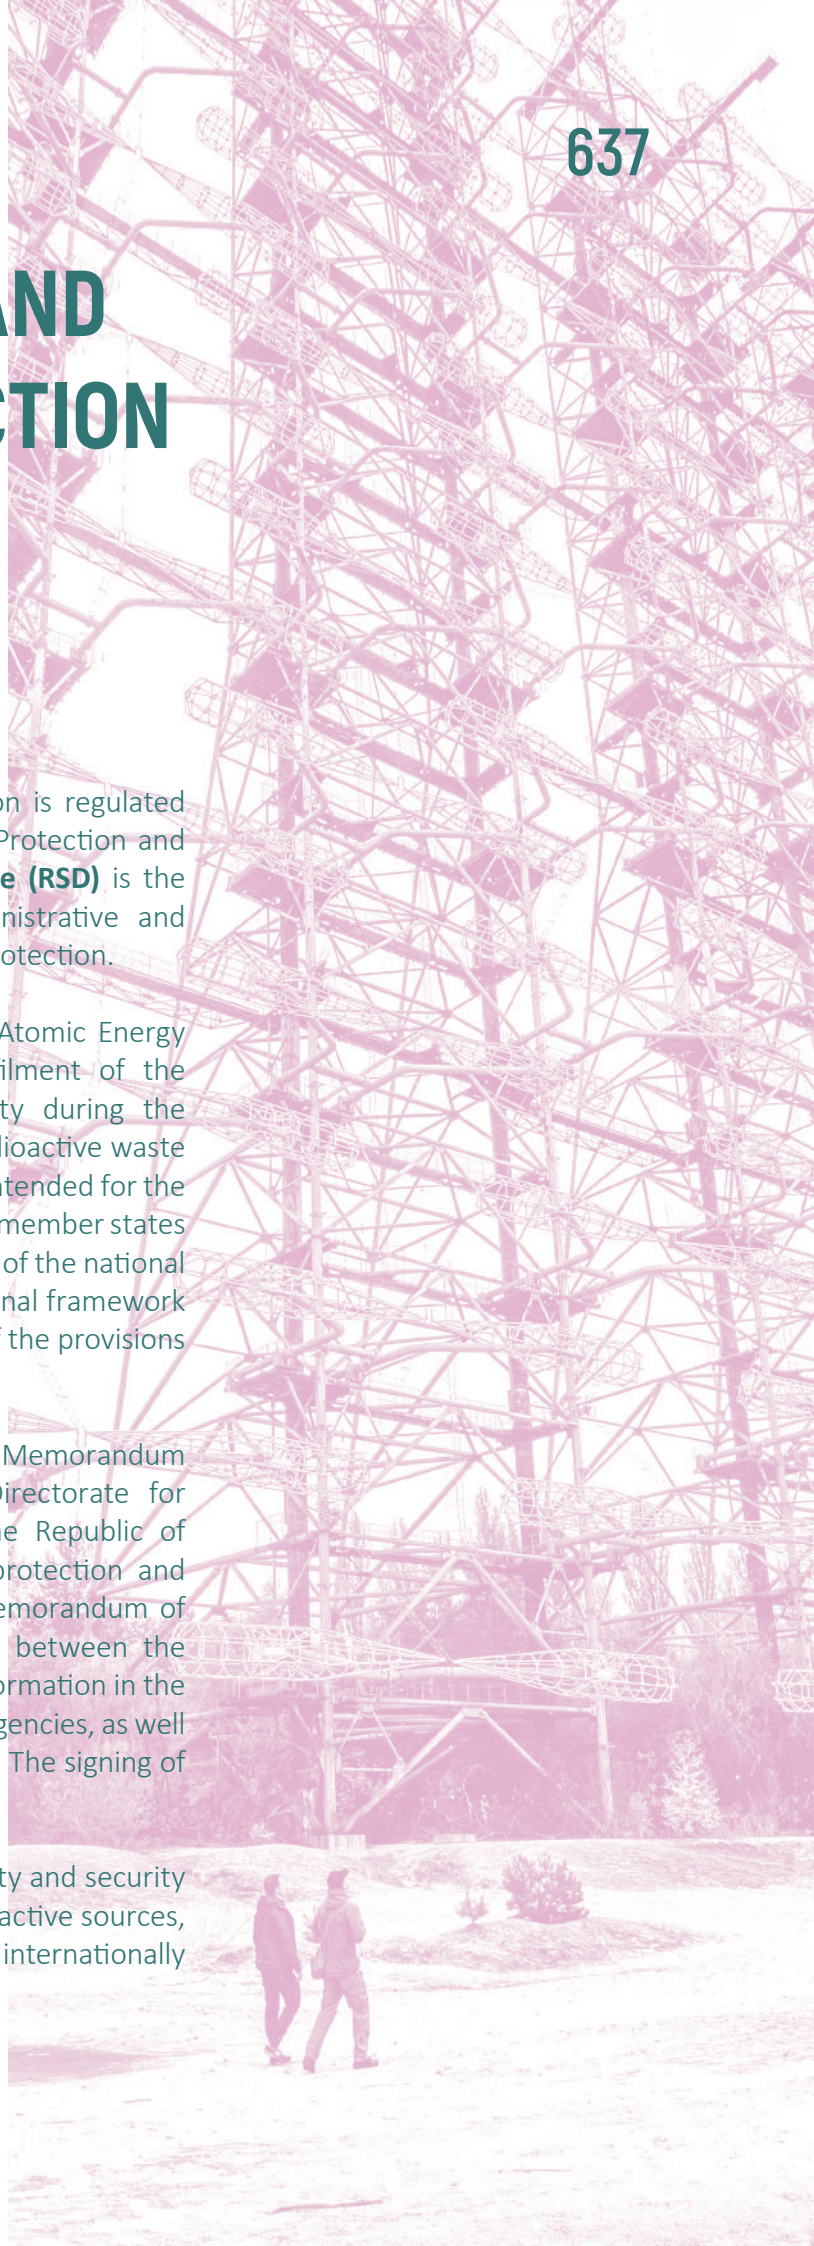 637
AND
CTION
on is regulated
Protection and
e (RSD) is the
nistrative and
otection.
Atomic Energy
filment of the
ty during the
dioactive waste
ntended for the
member states
of the national
nal framework
f the provisions
Memorandum
Directorate for
he Republic of
protection and
emorandum of
between the
ormation in the
gencies, as well
The signing of
ty and security
active sources,
internationally